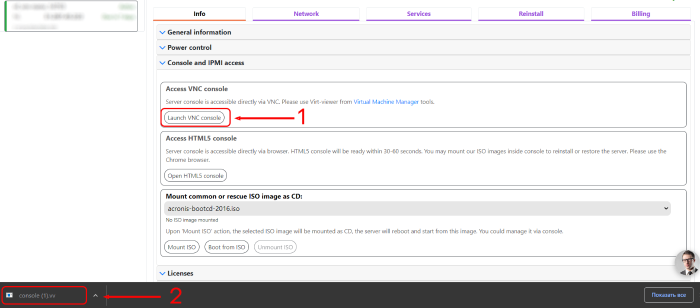 Info
Network
Services
Reinstall
Billing
General information
Power control
Console and IPMI access
Access VNC console
Server console is accessible directly via VNC. Please use Virt-viewer from Virtual Machine Manager tools.
Launch VNC console
1
Access HTML5 console
Server console is accessible directly via browser. HTML5 console will be ready within 30-60 seconds. You may mount our ISO images inside console to reinstall or restore the server. Please use the
Chrome browser.
Open HTML5 console
Mount common or rescue ISO image as CD:
acronis-bootcd-2016.iso
No ISO image mounted
Upon 'Mount ISO' action, the selected ISO image will be mounted as CD, the server will reboot and start from this image. You could manage it via console.
Mount ISO
Boot from ISO
Unmount ISO
Licenses
console (1).vv
2
Показать все